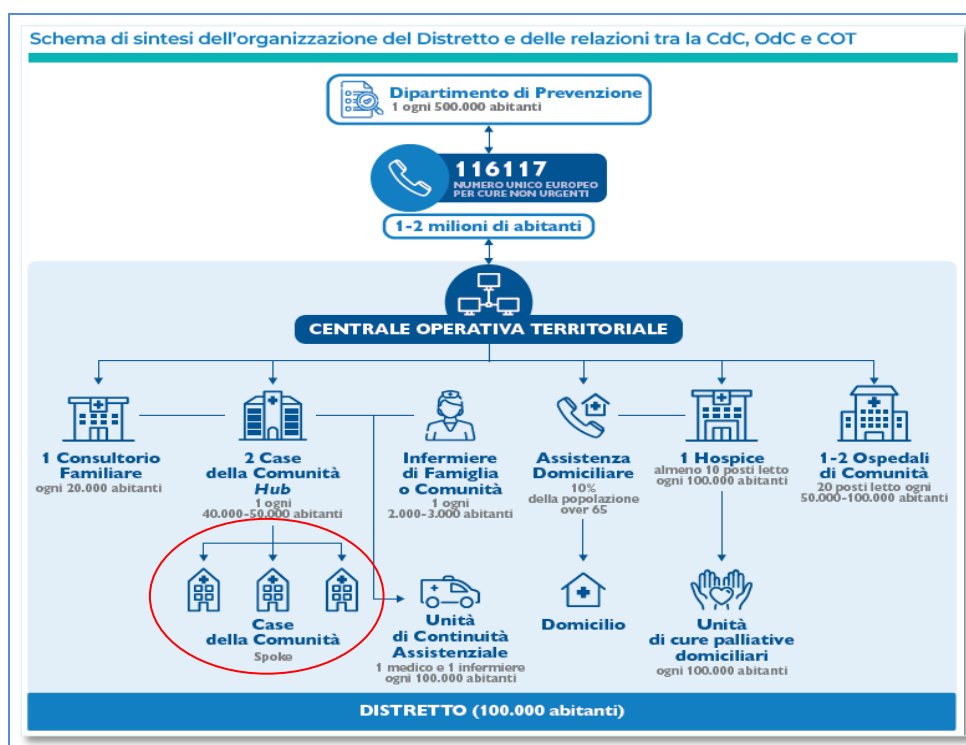 Schema di sintesi dell'organizzazione del Distretto e delle relazioni tra la CdC, OdC e COT
Dipartimento di Prevenzione
1 ogni 500.000 abitanti
116117
NUMERO UNICO EUROPEO
PER CURE NON URGENTI
1-2 milioni di abitanti
CENTRALE OPERATIVA TERRITORIALE
1 Consultorio
Familiare
ogni 20.000 abitanti
2 Case
della Comunità
Hub
1 ogni
40.000-50.000 abitanti
Infermiere
di Famiglia
o Comunità
1 ogni
2.000-3.000 abitanti
Assistenza
Domiciliare
10%
della popolazione
over 65
1 Hospice
almeno 10 posti letto
ogni 100.000 abitanti
1-2 Ospedali
di Comunità
20 posti letto ogni
50.000-100.000 abitanti
Case
della Comunità
Spoke
Unità
di Continuità
Assistenziale
1 medico e 1 infermiere
ogni 100.000 abitanti
Domicilio
Unità
di cure palliative
domiciliari
ogni 100.000 abitanti
DISTRETTO (100.000 abitanti)